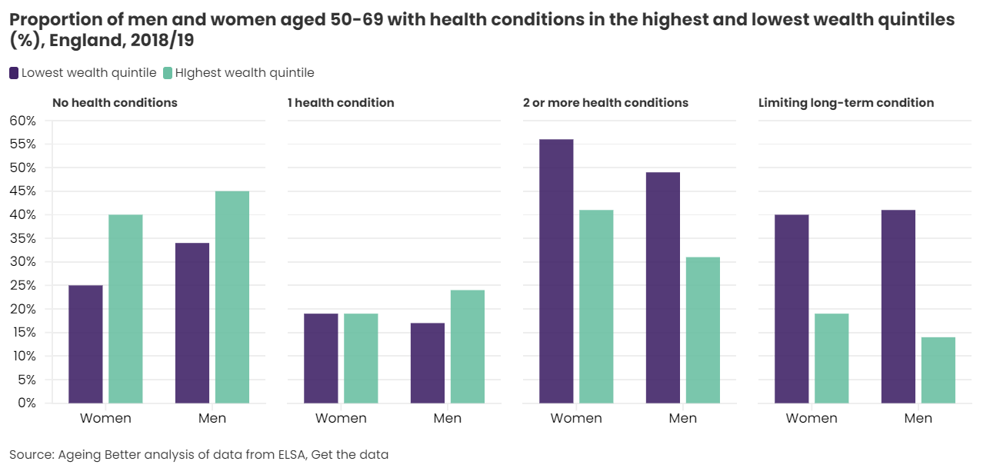 Proportion of men and women aged 50-69 with health conditions in the highest and lowest wealth quintiles
(%), England, 2018/19
Lowest wealth quintile HIghest wealth quintile
No health conditions 1 health condition 2 or more health conditions Limiting long-term condition
60%
55%
50%
45%
40%
35%
30%
25%
20%
15%
10%
5%
0%
Women Men Women Men Women Men Women Men
Source: Ageing Better analysis of data from ELSA, Get the data